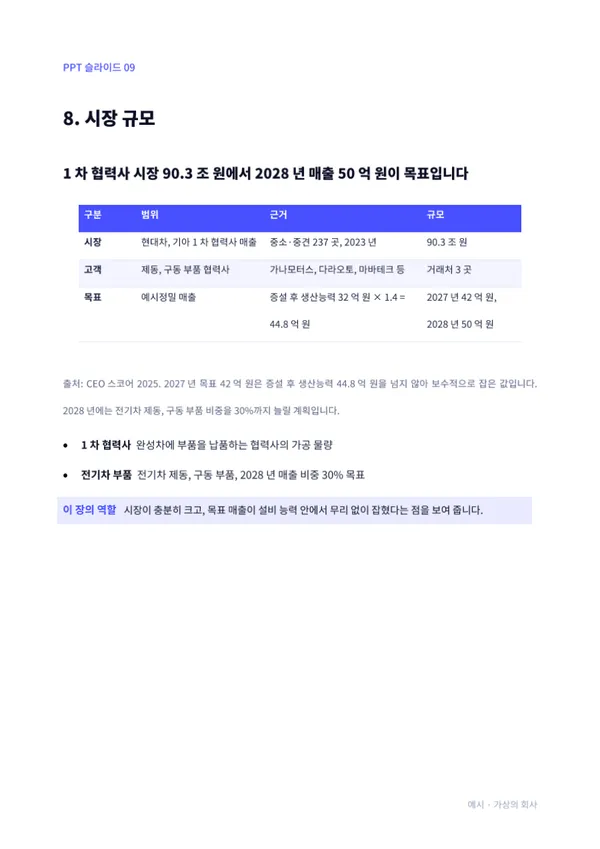 PPT 슬라이드 09
8. 시장 규모
1 차 협력사 시장 90.3 조 원에서 2028 년 매출 50 억 원이 목표입니다
구분 범위 근거 규모
시장 현대차, 기아 1 차 협력사 매출 중소·중견 237 곳, 2023 년 90.3 조 원
고객 제동, 구동 부품 협력사 가나모터스, 다라오토, 마바테크 등 거래처 3 곳
목표 예시정밀 매출 증설 후 생산능력 32 억 원 × 1.4 = 2027 년 42 억 원,
44.8 억 원 2028 년 50 억 원
출처: CEO 스코어 2025. 2027 년 목표 42 억 원은 증설 후 생산능력 44.8 억 원을 넘지 않아 보수적으로 잡은 값입니다.
2028 년에는 전기차 제동, 구동 부품 비중을 30%까지 늘릴 계획입니다.
• 1 차 협력사 완성차에 부품을 납품하는 협력사의 가공 물량
• 전기차 부품 전기차 제동, 구동 부품, 2028 년 매출 비중 30% 목표
이 장의 역할 시장이 충분히 크고, 목표 매출이 설비 능력 안에서 무리 없이 잡혔다는 점을 보여 줍니다.
예시 · 가상의 회사